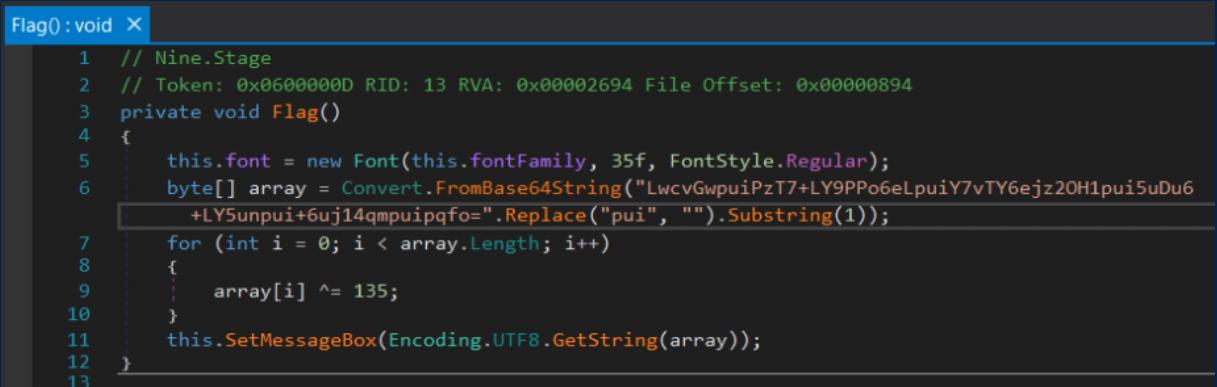 Flag() : void ×
1 // Nine.Stage
2 // Token: 0x0600000D RID: 13 RVA: 0x00002694 File Offset: 0x00000894
3 private void Flag()
4 {
5 this.font = new Font(this.fontFamily, 35f, FontStyle.Regular);
6 byte[] array = Convert.FromBase64String("LwcvGwpuiPzT7+LY9PPo6eLpuiY7vTY6ejz2OH1pui5uDu6
+LY5unpui+6uj14qmpuipqfo=".Replace("pui", "").Substring(1));
7 for (int i = 0; i < array.Length; i++)
8 {
9 array[i] ^= 135;
10 }
11 this.SetMessageBox(Encoding.UTF8.GetString(array));
12 }
13